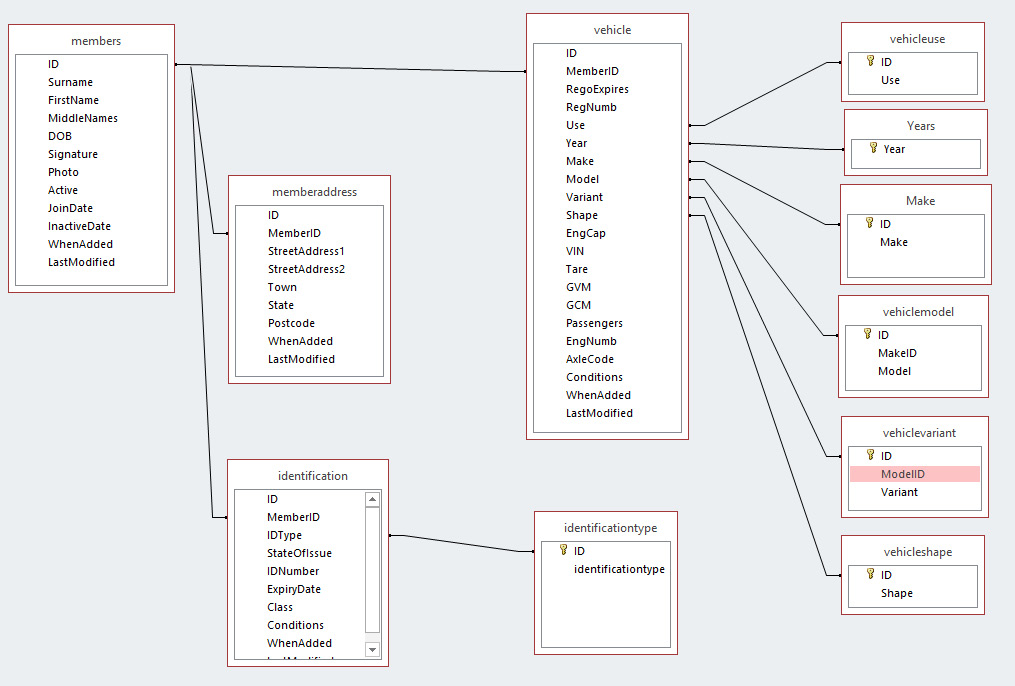 members
ID
Surname
FirstName
MiddleNames
DOB
Signature
Photo
Active
JoinDate
InactiveDate
WhenAdded
LastModified
memberaddress
ID
MemberID
StreetAddress1
StreetAddress2
Town
State
Postcode
WhenAdded
LastModified
identification
ID
MemberID
IDType
StateOfIssue
IDNumber
ExpiryDate
Class
Conditions
WhenAdded
LastModified
vehicle
ID
MemberID
RegoExpires
RegNumb
Use
Year
Make
Model
Variant
Shape
EngCap
VIN
Tare
GVM
GCM
Passengers
EngNumb
AxleCode
Conditions
WhenAdded
LastModified
identificationtype
ID
identificationtype
vehicleuse
ID
Use
Years
Year
Make
ID
Make
vehiclemodel
ID
MakeID
Model
vehiclevariant
ID
ModelID
Variant
vehicleshape
ID
Shape